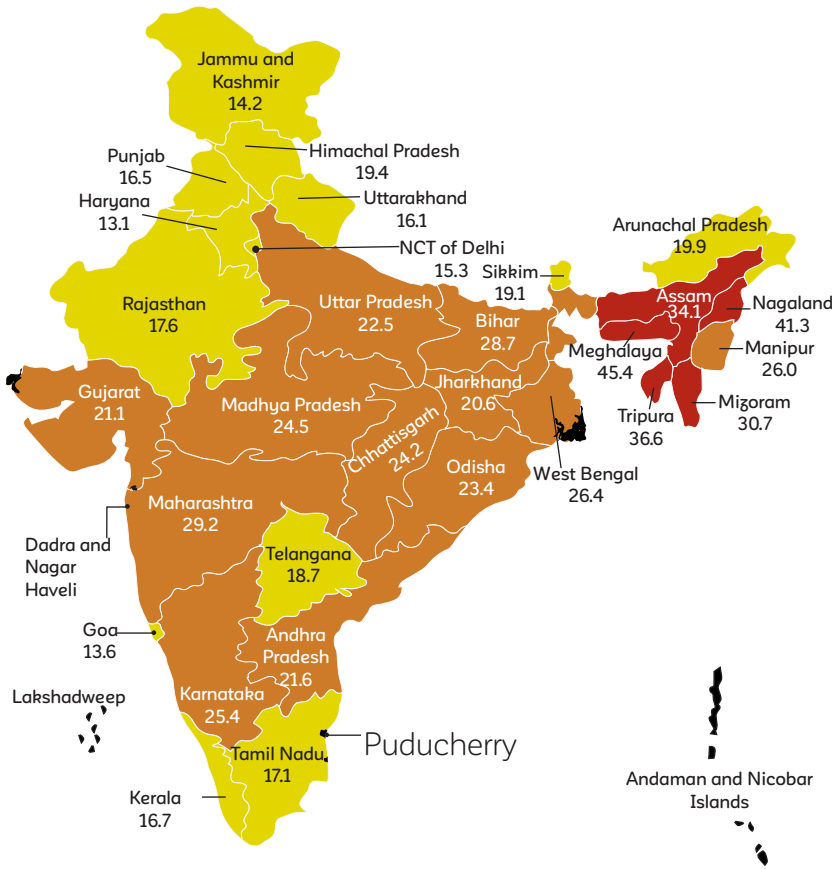 Jammu and
Kashmir
14.2
Himachal Pradesh
19.4
Punjab
16.5
Haryana
13.1
Uttarakhand
16.1
NCT of Delhi
15.3
Sikkim
19.1
Arunachal Pradesh
19.9
Rajasthan
17.6
Uttar Pradesh
22.5
Bihar
28.7
Assam
34.1
Nagaland
41.3
Meghalaya
45.4
Manipur
26.0
Gujarat
21.1
Madhya Pradesh
24.5
Jharkhand
20.6
Chhattisgarh
24.2
Tripura
36.6
Mizoram
30.7
Odisha
23.4
West Bengal
26.4
Maharashtra
29.2
Dadra and
Nagar
Haveli
Telangana
18.7
Goa
13.6
Andhra
Pradesh
21.6
Karnataka
25.4
Lakshadweep
Puducherry
Tamil Nadu
17.1
Kerala
16.7
Andaman and Nicobar
Islands